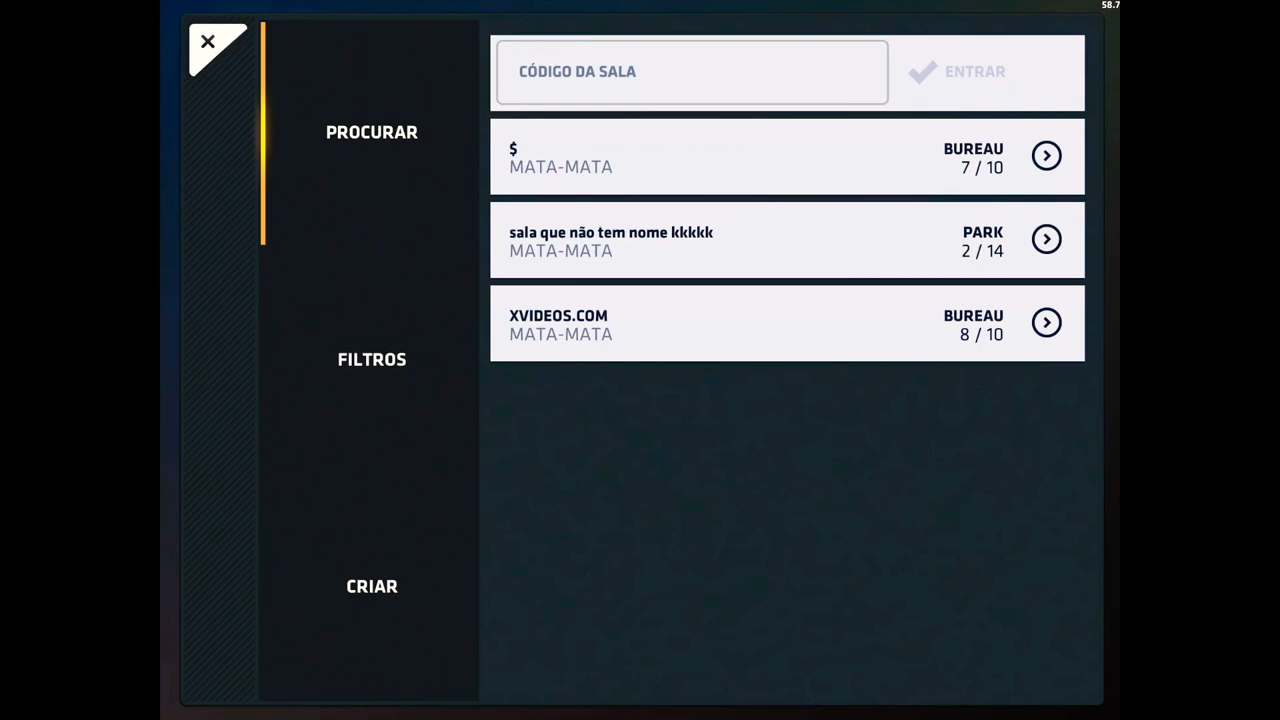 58.7
CÓDIGO DA SALA
ENTRAR
PROCURAR
$
MATA-MATA
BUREAU
7 / 10
sala que não tem nome kkkkk
MATA-MATA
PARK
2 / 14
XVIDEOS.COM
MATA-MATA
BUREAU
8 / 10
FILTROS
CRIAR